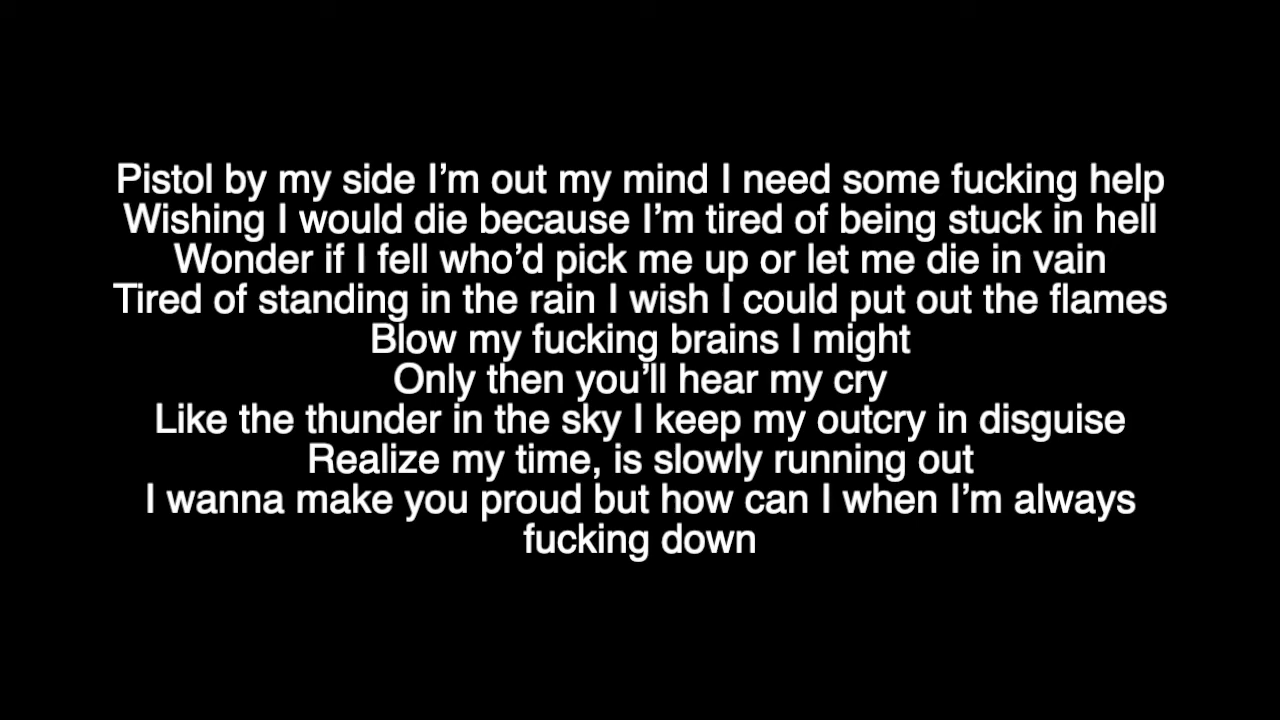 Pistol by my side I’m out my mind I need some fucking help
Wishing I would die because I’m tired of being stuck in hell
Wonder if I fell who’d pick me up or let me die in vain
Tired of standing in the rain I wish I could put out the flames
Blow my fucking brains I might
Only then you’ll hear my cry
Like the thunder in the sky I keep my outcry in disguise
Realize my time, is slowly running out
I wanna make you proud but how can I when I’m always
fucking down